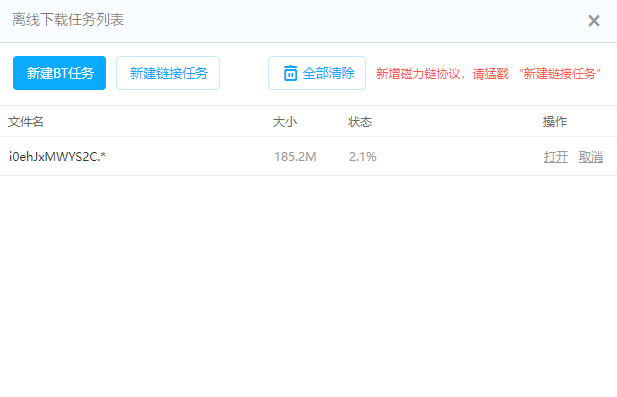 离线下载任务列表
新建BT任务 新建链接任务 全部清除 新增磁力链协议，请猛戳 “新建链接任务”
文件名 大小 状态 操作
i0ehJxMWYS2C.* 185.2M 2.1% 打开 取消